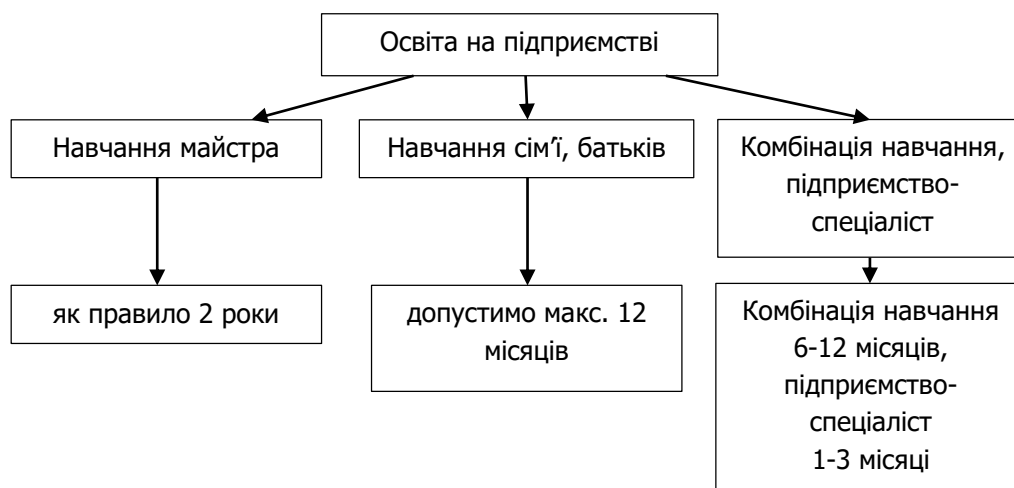 Освіта на підприємстві
Навчання майстра
Навчання сім’ї, батьків
Комбінація навчання,
підприємство-
спеціаліст
як правило 2 роки
допустимо макс. 12
місяців
Комбінація навчання
6-12 місяців,
підприємство-
спеціаліст
1-3 місяці